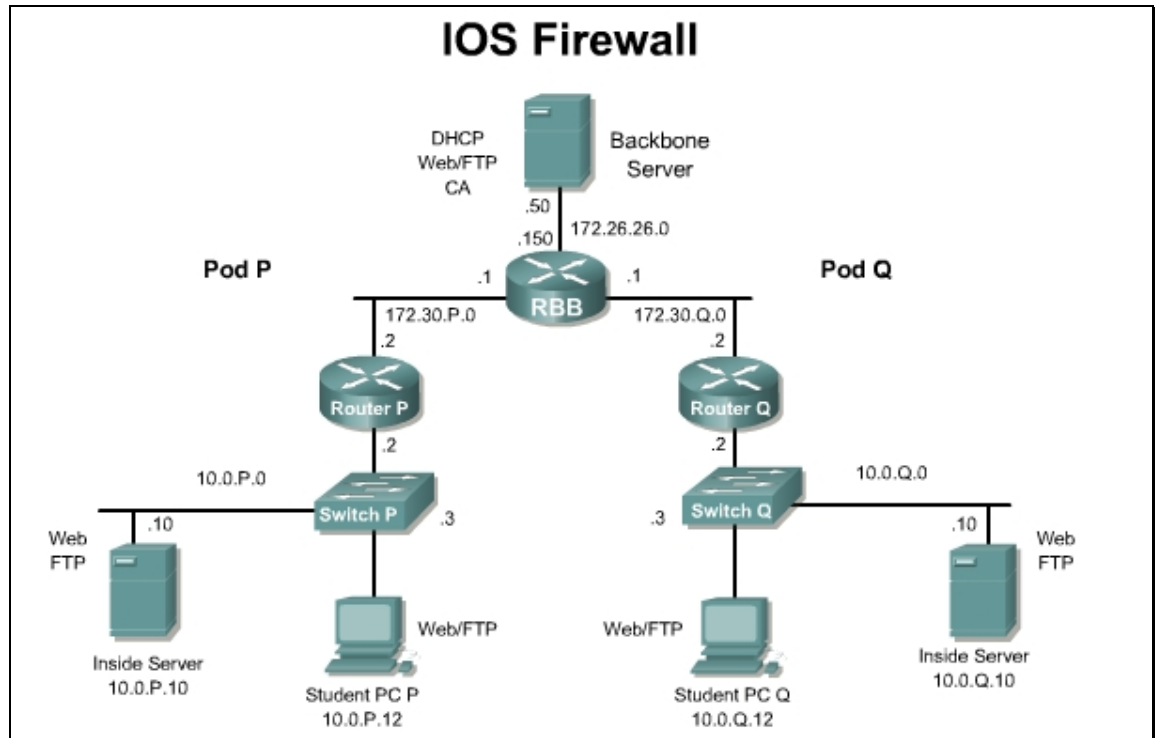 IOS Firewall
DHCP
Web/FTP
CA
Backbone
Server
.50
172.26.26.0
.150
Pod P
Pod Q
.1
.1
RBB
172.30.P.0
172.30.Q.0
.2
.2
Router P
Router Q
.2
.2
10.0.P.0
10.0.Q.0
Switch P
.3
.3
Switch Q
.10
.10
Web
FTP
Web
FTP
Web/FTP
Web/FTP
Inside Server
10.0.P.10
Student PC P
10.0.P.12
Student PC Q
10.0.Q.12
Inside Server
10.0.Q.10